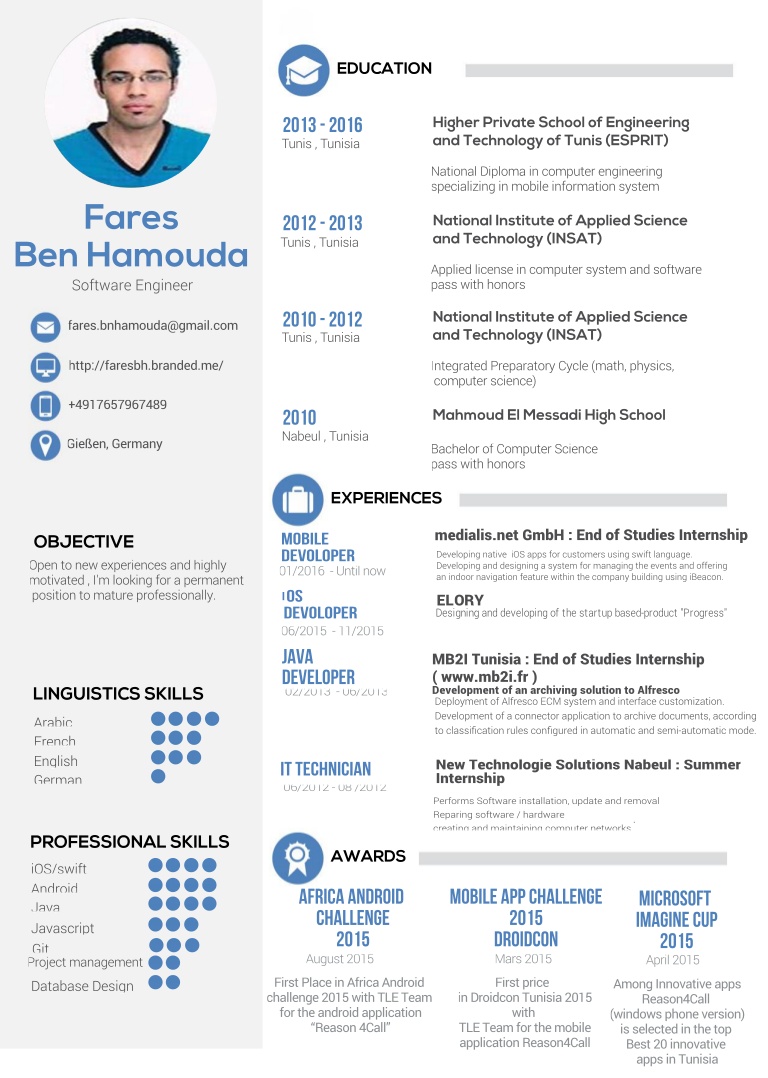 Fares
Ben Hamouda
Software Engineer
fares.bnhamouda@gmail.com
http://faresbh.branded.me/
+4917657967489
Gießen, Germany
OBJECTIVE
Open to new experiences and highly
motivated , I'm looking for a permanent
position to mature professionally.
LINGUISTICS SKILLS
Arabic
French
English
German
PROFESSIONAL SKILLS
iOS/swift
Android
Java
Javascript
Git
Project management
Database Design
EDUCATION
2013 - 2016
Tunis , Tunisia
Higher Private School of Engineering
and Technology of Tunis (ESPRIT)
National Diploma in computer engineering
specializing in mobile information system
2012 - 2013
Tunis , Tunisia
National Institute of Applied Science
and Technology (INSAT)
Applied license in computer system and software
pass with honors
2010 - 2012
Tunis , Tunisia
National Institute of Applied Science
and Technology (INSAT)
Integrated Preparatory Cycle (math, physics,
computer science)
2010
Nabeul , Tunisia
Mahmoud El Messadi High School
Bachelor of Computer Science
pass with honors
EXPERIENCES
MOBILE
DEVOLOPER
01/2016 - Until now
medialis.net GmbH : End of Studies Internship
Developing native iOS apps for customers using swift language.
Developing and designing a system for managing the events and offering
an indoor navigation feature within the company building using iBeacon.
iOS
DEVOLOPER
06/2015 - 11/2015
ELORY
Designing and developing of the startup based-product "Progress"
JAVA
DEVELOPER
02/2013 - 06/2013
MB2I Tunisia : End of Studies Internship
( www.mb2i.fr )
Development of an archiving solution to Alfresco
Deployment of Alfresco ECM system and interface customization.
Development of a connector application to archive documents, according
to classification rules configured in automatic and semi-automatic mode.
IT TECHNICIAN
06/2012 - 08 /2012
New Technologie Solutions Nabeul : Summer
Internship
Performs Software installation, update and removal
Reparing software / hardware
creating and maintaining computer networks
AWARDS
AFRICA ANDROID
CHALLENGE
2015
August 2015
First Place in Africa Android
challenge 2015 with TLE Team
for the android application
“Reason 4Call”
MOBILE APP CHALLENGE
2015
DROIDCON
Mars 2015
First price
in Droidcon Tunisia 2015
with
TLE Team for the mobile
application Reason4Call
MICROSOFT
IMAGINE CUP
2015
April 2015
Among Innovative apps
Reason4Call
(windows phone version)
is selected in the top
Best 20 innovative
apps in Tunisia